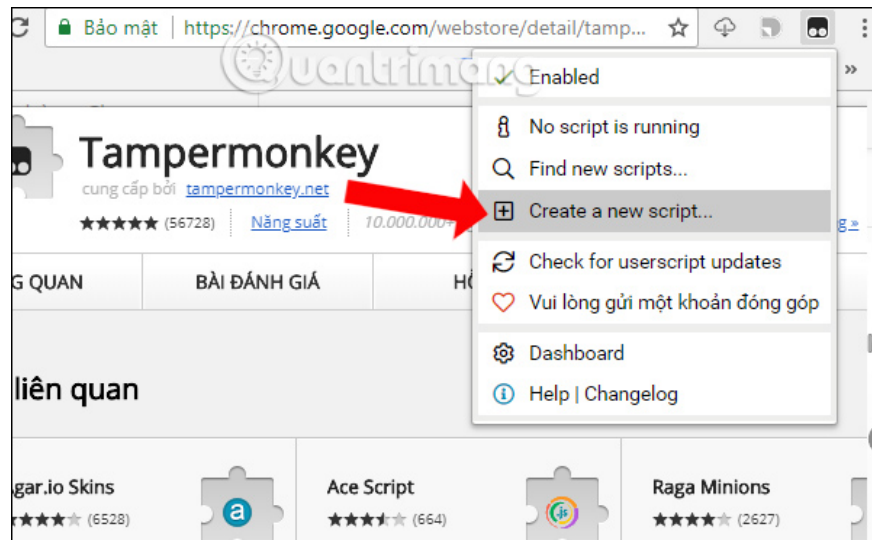 Bảo mật | https://chrome.google.com/webstore/detail/tamp...
Quantrimang
Enabled
No script is running
Find new scripts...
Create a new script...
Check for userscript updates
Vui lòng gửi một khoản đóng góp
Dashboard
Help | Changelog
Tampermonkey
cung cấp bởi tampermonkey.net
(56728) Năng suất 10.000.000+
G QUAN BÀI ĐÁNH GIÁ
liên quan
gar.io Skins Ace Script Raga Minions
(6528) (664) (2627)